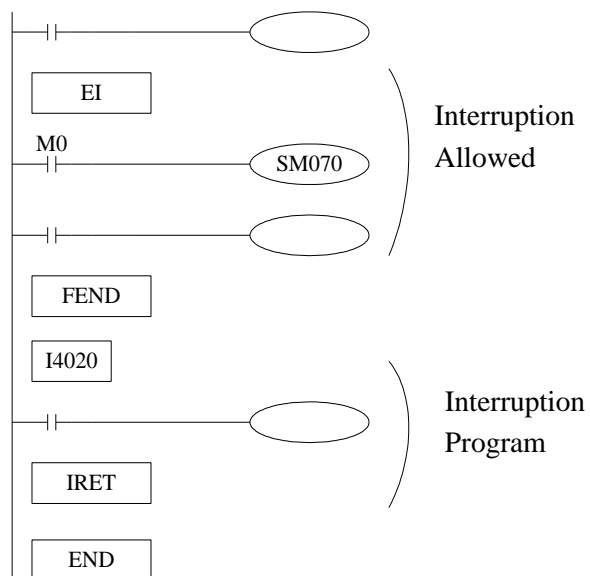 EI
Interruption
Allowed
M0
SM070
FEND
I4020
Interruption
Program
IRET
END